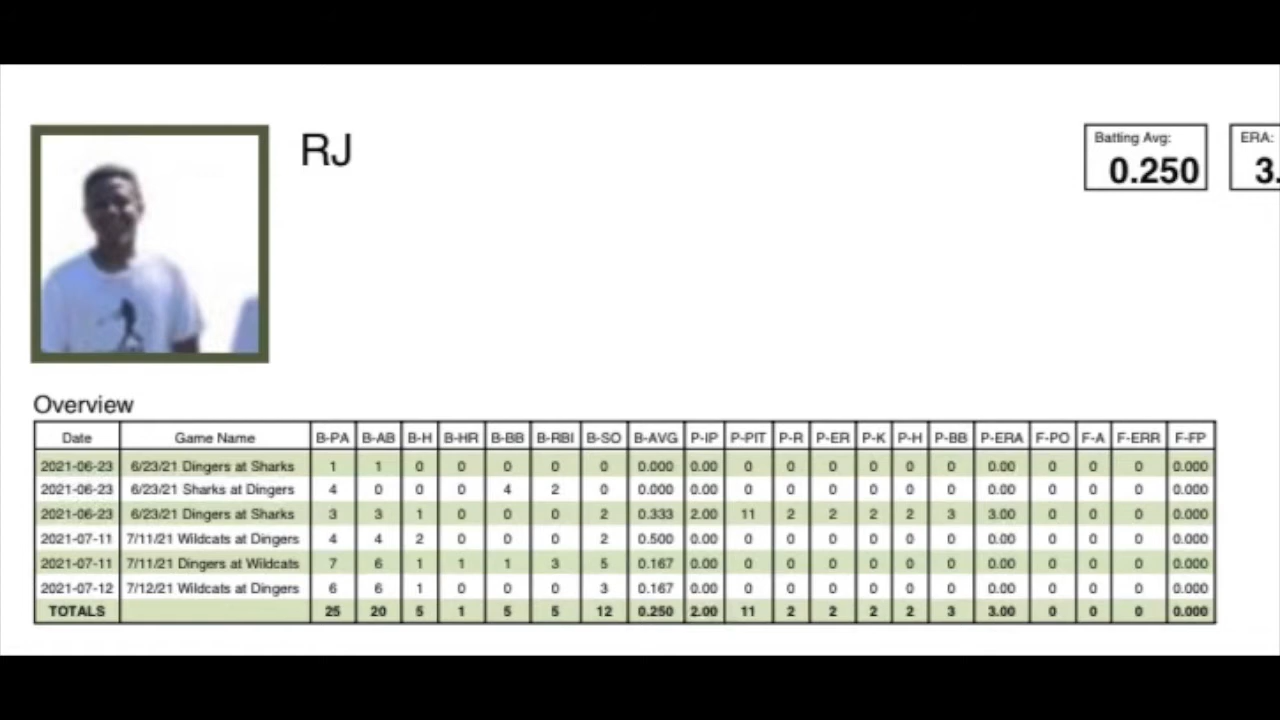 RJ
Batting Avg:
0.250
ERA:
3.
Overview
Date Game Name B-PA B-AB B-H B-HR B-BB B-RBI B-SO B-AVG P-IP P-PIT P-R P-ER P-K P-H P-BB P-ERA F-PO F-A F-ERR F-FP
2021-06-23 6/23/21 Dingers at Sharks 1 1 0 0 0 0 0 0.000 0.00 0 0 0 0 0 0 0.00 0 0 0 0.000
2021-06-23 6/23/21 Sharks at Dingers 4 0 0 0 4 2 0 0.000 0.00 0 0 0 0 0 0 0.00 0 0 0 0.000
2021-06-23 6/23/21 Dingers at Sharks 3 3 1 0 0 0 2 0.333 2.00 11 2 2 2 2 3 3.00 0 0 0 0.000
2021-07-11 7/11/21 Wildcats at Dingers 4 4 2 0 0 0 2 0.500 0.00 0 0 0 0 0 0 0.00 0 0 0 0.000
2021-07-11 7/11/21 Dingers at Wildcats 7 6 1 1 1 3 5 0.167 0.00 0 0 0 0 0 0 0.00 0 0 0 0.000
2021-07-12 7/12/21 Wildcats at Dingers 6 6 1 0 0 0 3 0.167 0.00 0 0 0 0 0 0 0.00 0 0 0 0.000
TOTALS 25 20 5 1 5 5 12 0.250 2.00 11 2 2 2 2 3 3.00 0 0 0 0.000